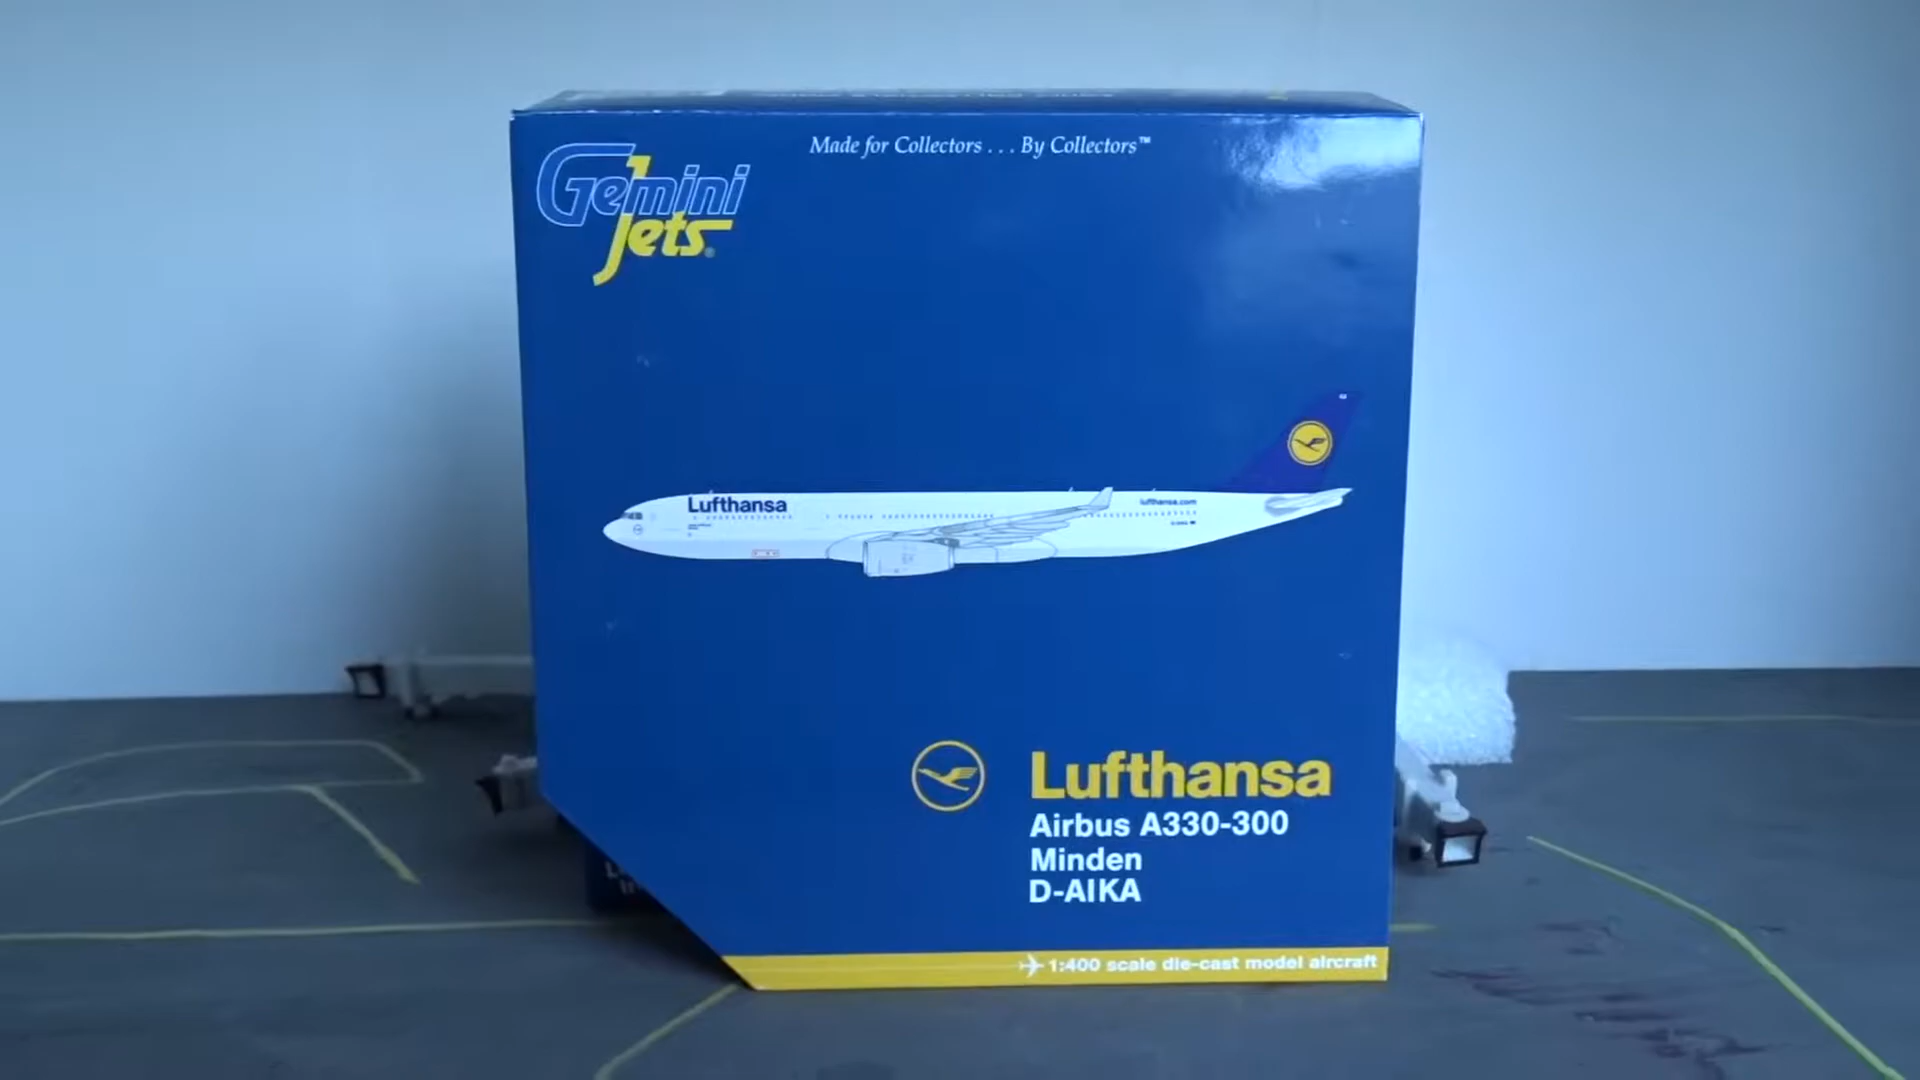 Made for Collectors . . . By Collectors™
Gemini
Jets®
Lufthansa
lufthansa.com
Lufthansa
Airbus A330-300
Minden
D-AIKA
1:400 scale die-cast model aircraft